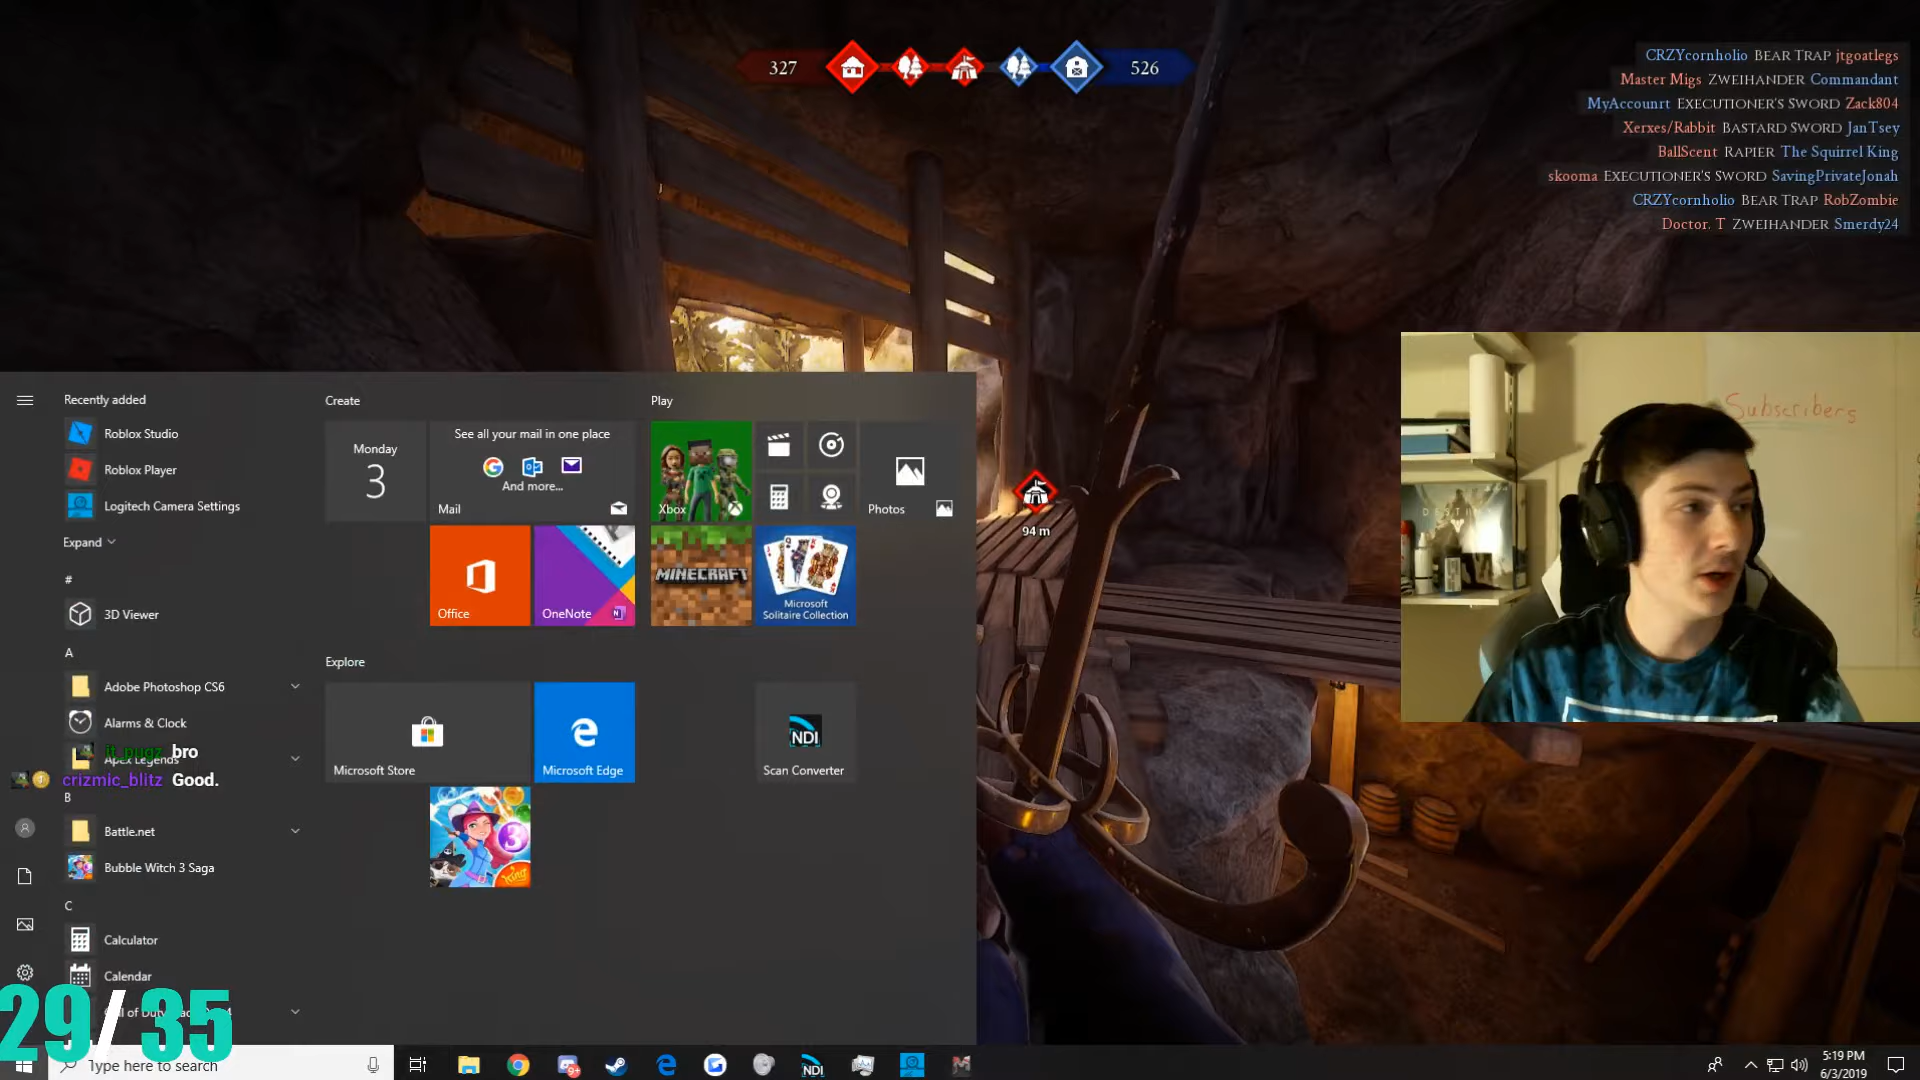 327
526
CRZYcornholio BEAR TRAP jtgoatlegs
Master Migs ZWEIHANDER Commandant
MyAccounrt EXECUTIONER'S SWORD Zack804
Xerxes/Rabbit BASTARD SWORD JanTsey
BallScent RAPIER The Squirrel King
skooma EXECUTIONER'S SWORD SavingPrivateJonah
CRZYcornholio BEAR TRAP RobZombie
Doctor. T ZWEIHANDER Smerdy24
Subscribers
DESTINY
94 m
Recently added
Roblox Studio
Roblox Player
Logitech Camera Settings
Expand
#
3D Viewer
A
Adobe Photoshop CS6
Alarms & Clock
Apex Legends
bro
crizmic_blitz Good.
B
Battle.net
Bubble Witch 3 Saga
C
Calculator
Calendar
29/35
Create
Monday
3
See all your mail in one place
And more...
Mail
Office
OneNote
Play
Xbox
Photos
MINECRAFT
Microsoft
Solitaire Collection
Explore
Microsoft Store
Microsoft Edge
NDI
Scan Converter
3
King
Type here to search
NDI
5:19 PM
6/3/2019